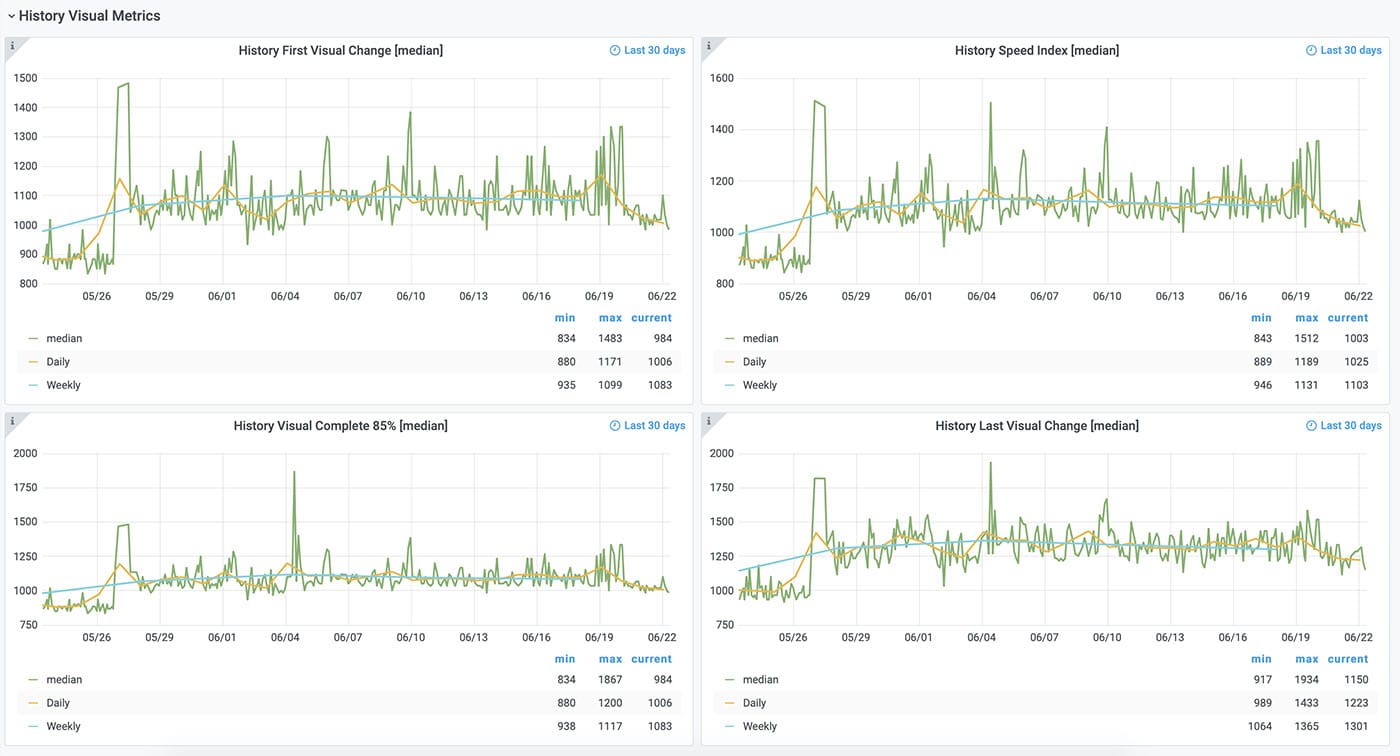 History Visual Metrics
i
History First Visual Change [median]
Last 30 days
1500
1400
1300
1200
1100
1000
900
800
05/26 05/29 06/01 06/04 06/07 06/10 06/13 06/16 06/19 06/22
min max current
median 834 1483 984
Daily 880 1171 1006
Weekly 935 1099 1083
i
History Speed Index [median]
Last 30 days
1600
1400
1200
1000
800
05/26 05/29 06/01 06/04 06/07 06/10 06/13 06/16 06/19 06/22
min max current
median 843 1512 1003
Daily 889 1189 1025
Weekly 946 1131 1103
i
History Visual Complete 85% [median]
Last 30 days
2000
1750
1500
1250
1000
750
05/26 05/29 06/01 06/04 06/07 06/10 06/13 06/16 06/19 06/22
min max current
median 834 1867 984
Daily 880 1200 1006
Weekly 938 1117 1083
i
History Last Visual Change [median]
Last 30 days
2000
1750
1500
1250
1000
750
05/26 05/29 06/01 06/04 06/07 06/10 06/13 06/16 06/19 06/22
min max current
median 917 1934 1150
Daily 989 1433 1223
Weekly 1064 1365 1301